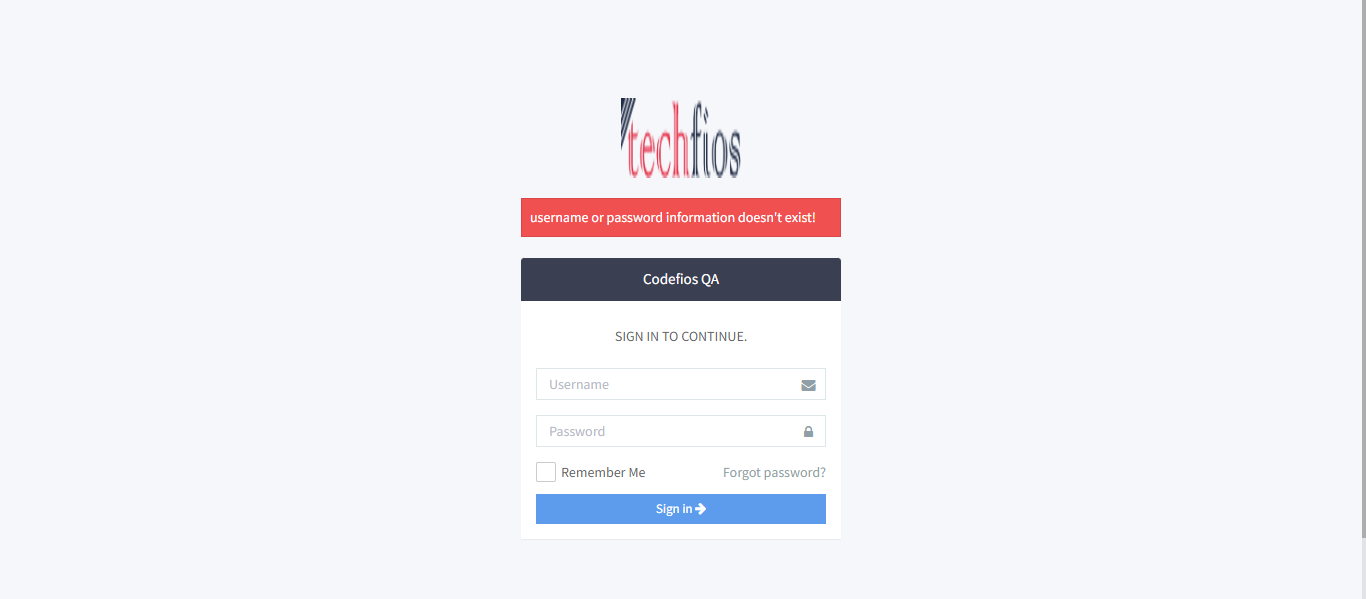 techfios
username or password information doesn't exist!
Codefios QA
SIGN IN TO CONTINUE.
Username
Password
Remember Me Forgot password?
Sign in